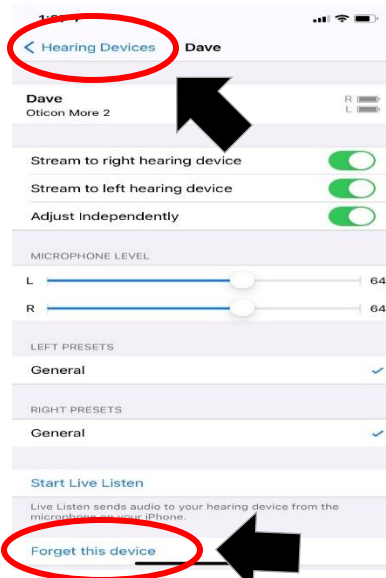 Hearing Devices Dave
Dave R
Oticon More 2 L
Stream to right hearing device
Stream to left hearing device
Adjust Independently
MICROPHONE LEVEL
L 64
R 64
LEFT PRESETS
General
RIGHT PRESETS
General
Start Live Listen
Live Listen sends audio to your hearing device from the
microphone on your iPhone.
Forget this device